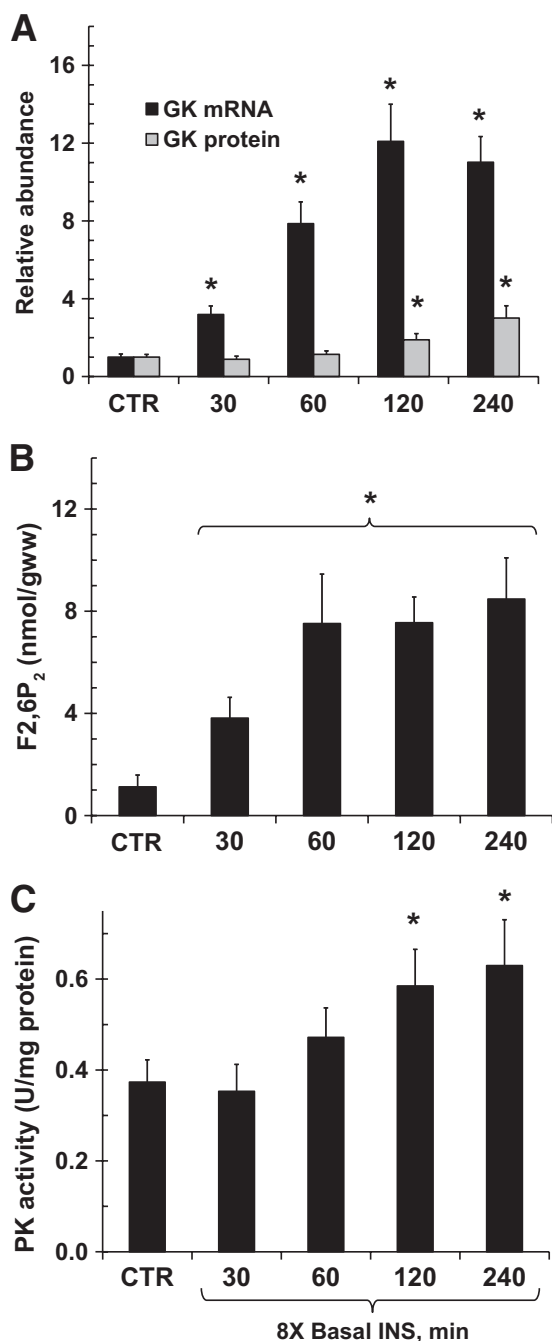 A
Relative abundance
16
12
8
4
0
GK mRNA
GK protein
*
*
*
*
*
*
CTR 30 60 120 240
B
F2,6P₂ (nmol/gww)
12
8
4
0
*
CTR 30 60 120 240
C
PK activity (U/mg protein)
0.6
0.4
0.2
0.0
*
*
CTR 30 60 120 240
8X Basal INS, min